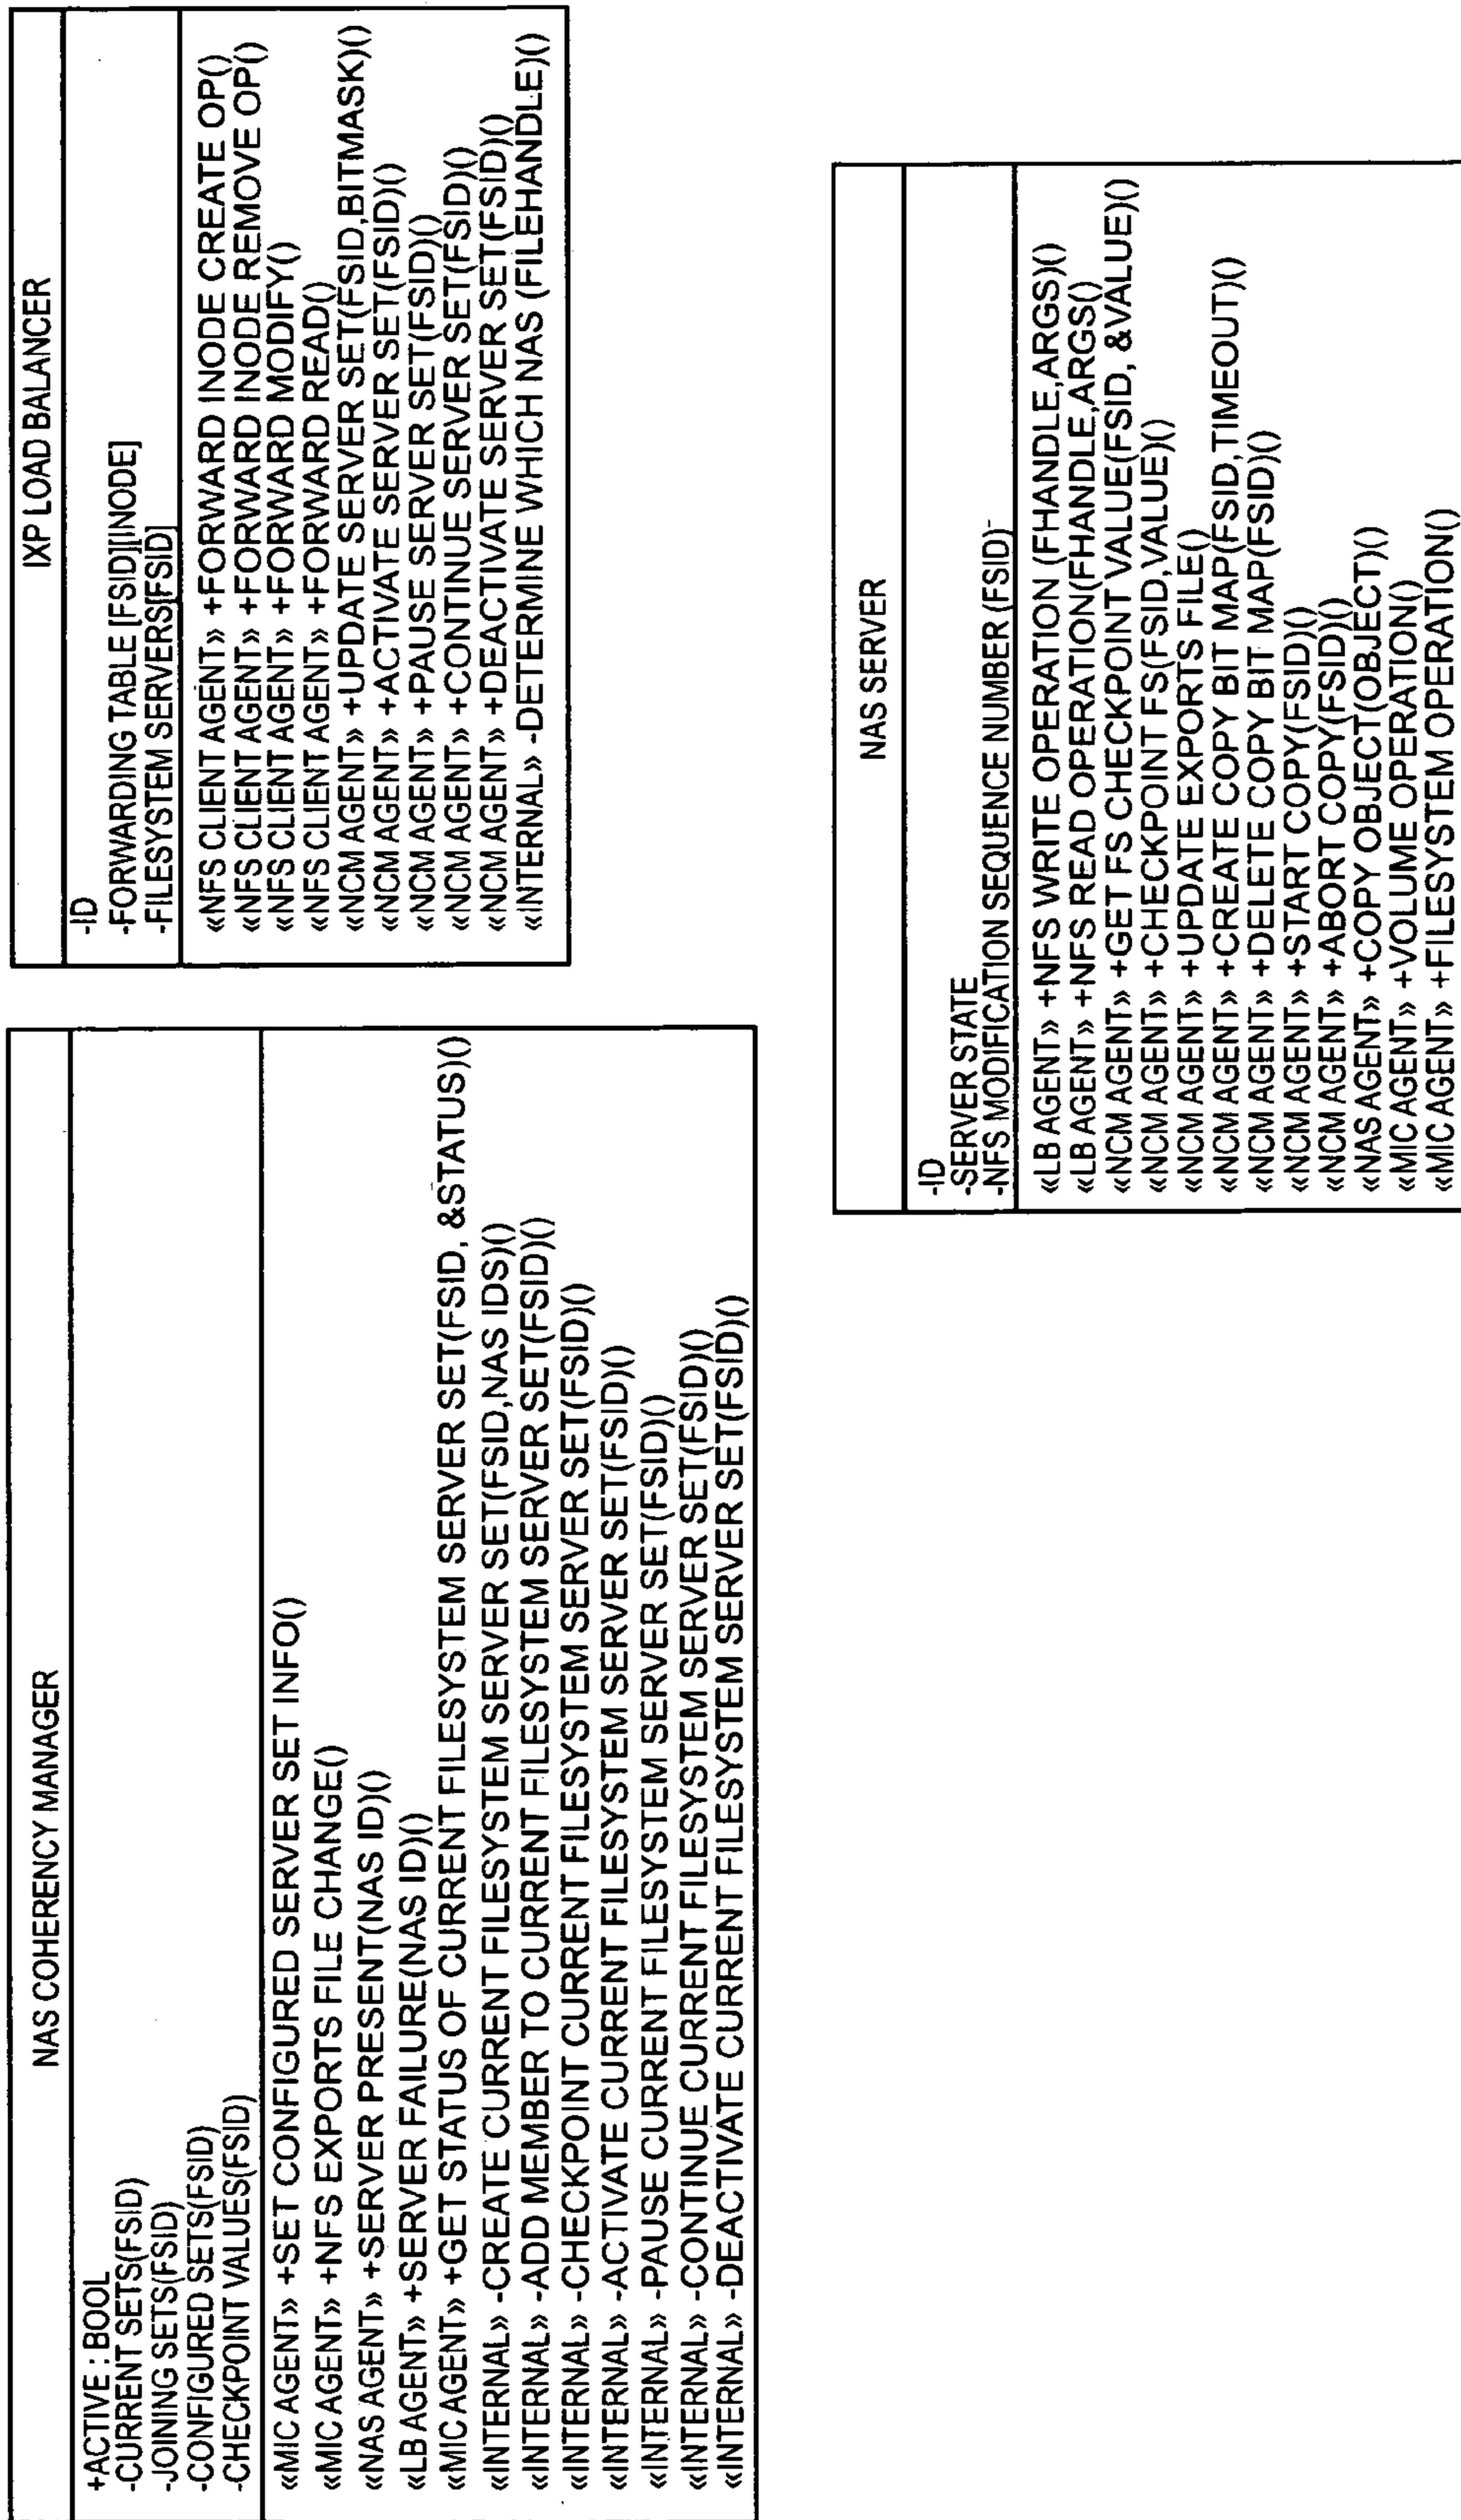 NAS COHERENCY MANAGER
+ACTIVE : BOOL
-CURRENT SETS(FSID)
-JOINING SETS(FSID)
-CONFIGURED SETS(FSID)
-CHECKPOINT VALUES(FSID)
«MIC AGENT» +SET CONFIGURED SERVER SET INFO()
«MIC AGENT» +NFS EXPORTS FILE CHANGE()
«NAS AGENT» +SERVER PRESENT(NAS ID)()
«LB AGENT» +SERVER FAILURE(NAS ID)()
«MIC AGENT» +GET STATUS OF CURRENT FILESYSTEM SERVER SET(FSID, &STATUS)()
«INTERNAL» -CREATE CURRENT FILESYSTEM SERVER SET(FSID,NAS IDS)()
«INTERNAL» -ADD MEMBER TO CURRENT FILESYSTEM SERVER SET(FSID)()
«INTERNAL» -CHECKPOINT CURRENT FILESYSTEM SERVER SET(FSID)()
«INTERNAL» -ACTIVATE CURRENT FILESYSTEM SERVER SET(FSID)()
«INTERNAL» -PAUSE CURRENT FILESYSTEM SERVER SET(FSID)()
«INTERNAL» -CONTINUE CURRENT FILESYSTEM SERVER SET(FSID)()
«INTERNAL» -DEACTIVATE CURRENT FILESYSTEM SERVER SET(FSID)()
IXP LOAD BALANCER
-ID
-FORWARDING TABLE [FSID][INODE]
-FILESYSTEM SERVERS[FSID]
«NFS CLIENT AGENT» +FORWARD INODE CREATE OP()
«NFS CLIENT AGENT» +FORWARD INODE REMOVE OP()
«NFS CLIENT AGENT» +FORWARD MODIFY()
«NFS CLIENT AGENT» +FORWARD READ()
«NCM AGENT» +UPDATE SERVER SET(FSID,BITMASK)()
«NCM AGENT» +ACTIVATE SERVER SET(FSID)()
«NCM AGENT» +PAUSE SERVER SET(FSID)()
«NCM AGENT» +CONTINUE SERVER SET(FSID)()
«NCM AGENT» +DEACTIVATE SERVER SET(FSID)()
«INTERNAL» -DETERMINE WHICH NAS (FILEHANDLE)()
NAS SERVER
-ID
-SERVER STATE
-NFS MODIFICATION SEQUENCE NUMBER (FSID)
«LB AGENT» +NFS WRITE OPERATION (FHANDLE,ARGS)()
«LB AGENT» +NFS READ OPERATION(FHANDLE,ARGS()
«NCM AGENT» +GET FS CHECKPOINT VALUE(FSID, &VALUE)()
«NCM AGENT» +CHECKPOINT FS(FSID,VALUE)()
«NCM AGENT» +UPDATE EXPORTS FILE()
«NCM AGENT» +CREATE COPY BIT MAP(FSID,TIMEOUT)()
«NCM AGENT» +DELETE COPY BIT MAP(FSID)()
«NCM AGENT» +START COPY(FSID)()
«NCM AGENT» +ABORT COPY(FSID)()
«NAS AGENT» +COPY OBJECT(OBJECT)()
«MIC AGENT» +VOLUME OPERATION()
«MIC AGENT» +FILESYSTEM OPERATION()